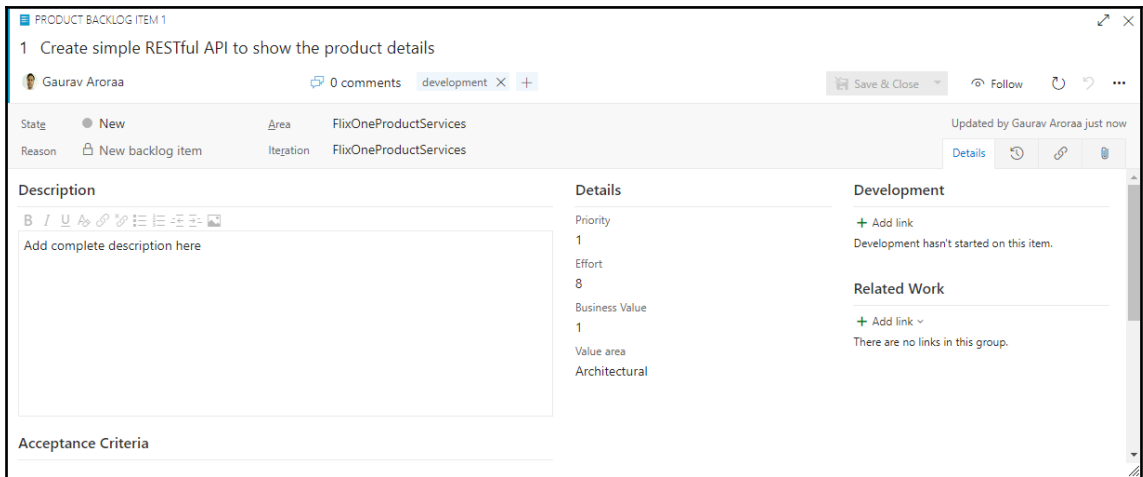 PRODUCT BACKLOG ITEM 1
1 Create simple RESTful API to show the product details
Gaurav Aroraa 0 comments development Save & Close Follow
State New Area FlixOneProductServices Updated by Gaurav Aroraa just now
Reason New backlog item Iteration FlixOneProductServices Details
Description Details Development
B I U
Add complete description here
Priority
1
Effort
8
Business Value
1
Value area
Architectural
+ Add link
Development hasn't started on this item.
Related Work
+ Add link
There are no links in this group.
Acceptance Criteria